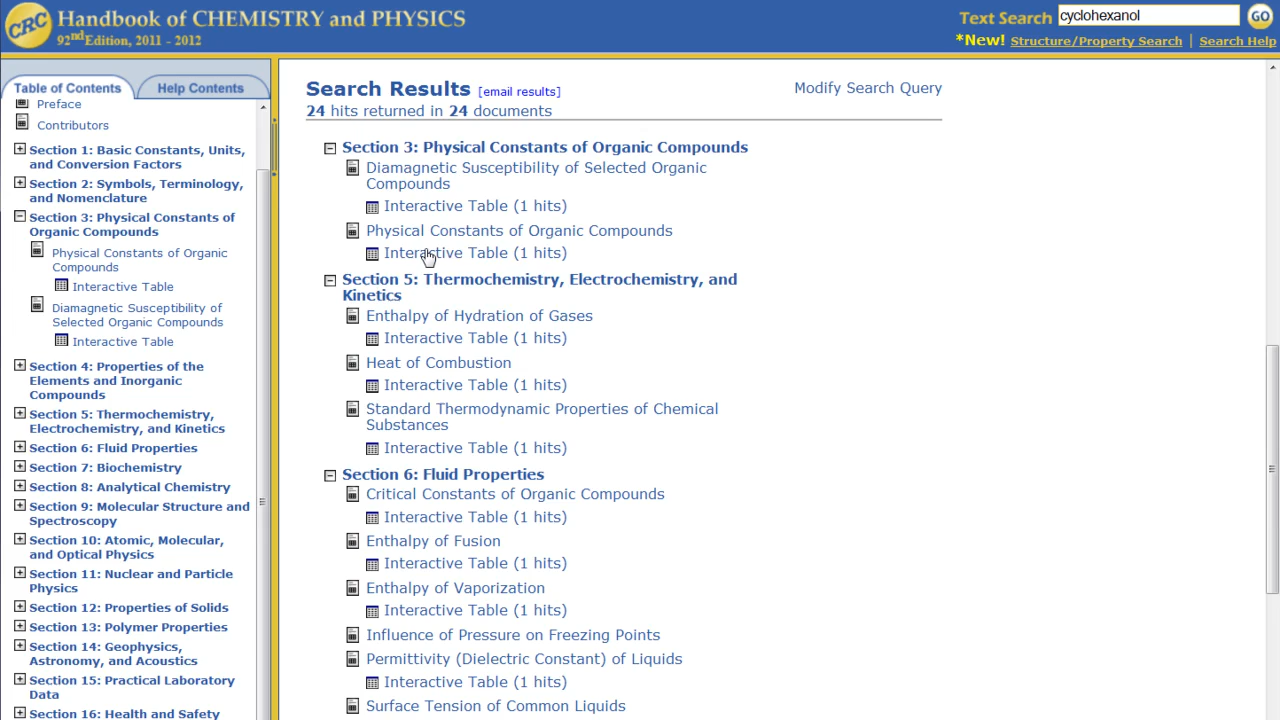 CRC
Handbook of CHEMISTRY and PHYSICS
92nd Edition, 2011 - 2012
Text Search cyclohexanol GO
*New! Structure/Property Search | Search Help
Table of Contents
Help Contents
Preface
Contributors
Section 1: Basic Constants, Units,
and Conversion Factors
Section 2: Symbols, Terminology,
and Nomenclature
Section 3: Physical Constants of
Organic Compounds
Physical Constants of Organic
Compounds
Interactive Table
Diamagnetic Susceptibility of
Selected Organic Compounds
Interactive Table
Section 4: Properties of the
Elements and Inorganic
Compounds
Section 5: Thermochemistry,
Electrochemistry, and Kinetics
Section 6: Fluid Properties
Section 7: Biochemistry
Section 8: Analytical Chemistry
Section 9: Molecular Structure and
Spectroscopy
Section 10: Atomic, Molecular,
and Optical Physics
Section 11: Nuclear and Particle
Physics
Section 12: Properties of Solids
Section 13: Polymer Properties
Section 14: Geophysics,
Astronomy, and Acoustics
Section 15: Practical Laboratory
Data
Section 16: Health and Safety
Search Results [email results]
Modify Search Query
24 hits returned in 24 documents
Section 3: Physical Constants of Organic Compounds
Diamagnetic Susceptibility of Selected Organic
Compounds
Interactive Table (1 hits)
Physical Constants of Organic Compounds
Interactive Table (1 hits)
Section 5: Thermochemistry, Electrochemistry, and
Kinetics
Enthalpy of Hydration of Gases
Interactive Table (1 hits)
Heat of Combustion
Interactive Table (1 hits)
Standard Thermodynamic Properties of Chemical
Substances
Interactive Table (1 hits)
Section 6: Fluid Properties
Critical Constants of Organic Compounds
Interactive Table (1 hits)
Enthalpy of Fusion
Interactive Table (1 hits)
Enthalpy of Vaporization
Interactive Table (1 hits)
Influence of Pressure on Freezing Points
Permittivity (Dielectric Constant) of Liquids
Interactive Table (1 hits)
Surface Tension of Common Liquids